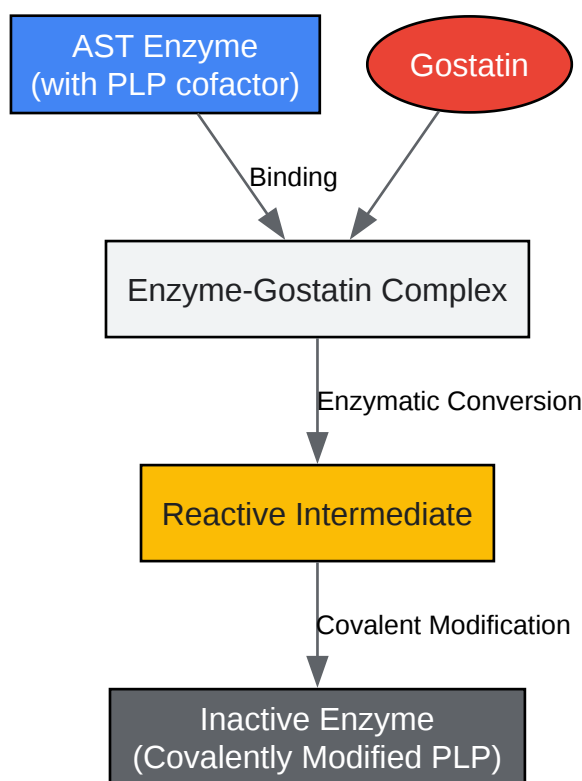 AST Enzyme
(with PLP cofactor)
Gostatin
Binding
Enzyme-Gostatin Complex
Enzymatic Conversion
Reactive Intermediate
Covalent Modification
Inactive Enzyme
(Covalently Modified PLP)